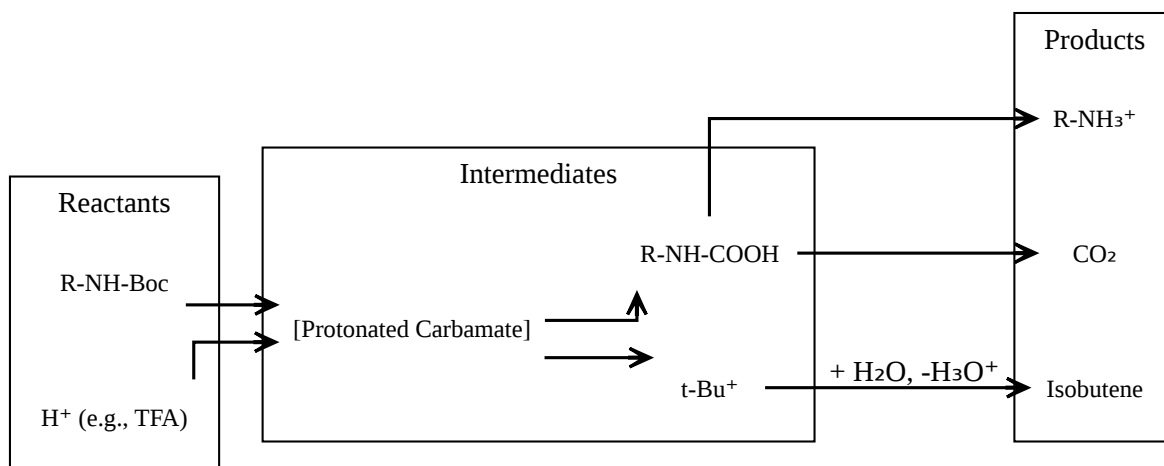 Reactants
R-NH-Boc
H⁺ (e.g., TFA)
Intermediates
R-NH-COOH
[Protonated Carbamate]
t-Bu⁺
+ H₂O, -H₃O⁺
Products
R-NH₃⁺
CO₂
Isobutene